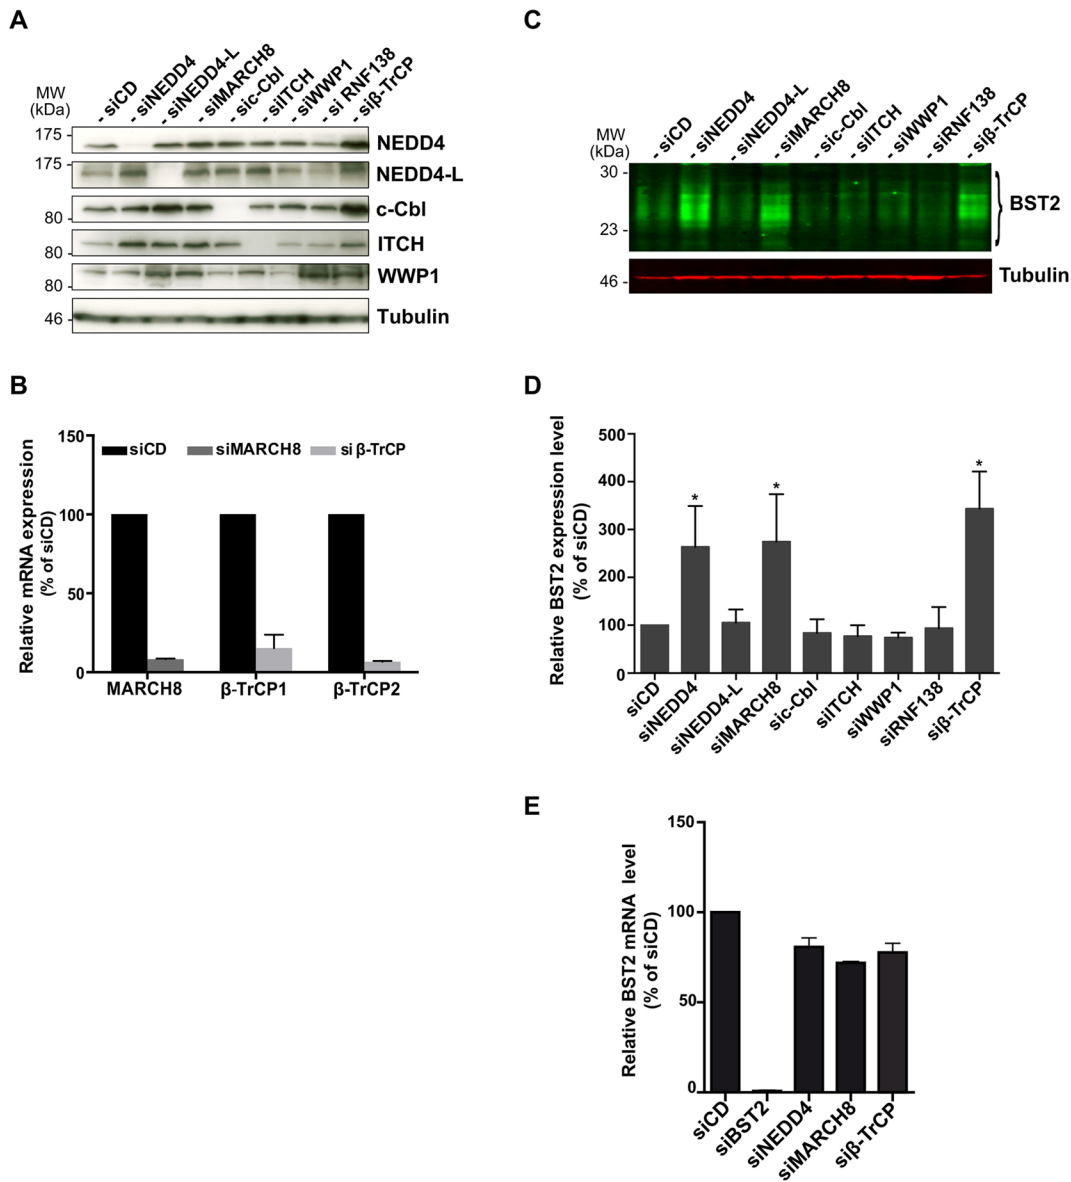 A
MW
(kDa)
- siCD
- siNEDD4
- siNEDD4-L
- siMARCH8
- sic-Cbl
- siITCH
- siWWP1
- si RNF138
- siβ-TrCP
175 -
NEDD4
175 -
NEDD4-L
80 -
c-Cbl
80 -
ITCH
80 -
WWP1
46 -
Tubulin
B
Relative mRNA expression
(% of siCD)
150
100
50
0
siCD
siMARCH8
si β-TrCP
MARCH8
β-TrCP1
β-TrCP2
C
MW
(kDa)
- siCD
- siNEDD4
- siNEDD4-L
- siMARCH8
- sic-Cbl
- siITCH
- siWWP1
- siRNF138
- siβ-TrCP
30 -
23 -
BST2
46 -
Tubulin
D
Relative BST2 expression level
(% of siCD)
500
400
300
200
100
0
*
*
*
siCD
siNEDD4
siNEDD4-L
siMARCH8
sic-Cbl
siITCH
siWWP1
siRNF138
siβ-TrCP
E
Relative BST2 mRNA level
(% of siCD)
150
100
50
0
siCD
siBST2
siNEDD4
siMARCH8
siβ-TrCP